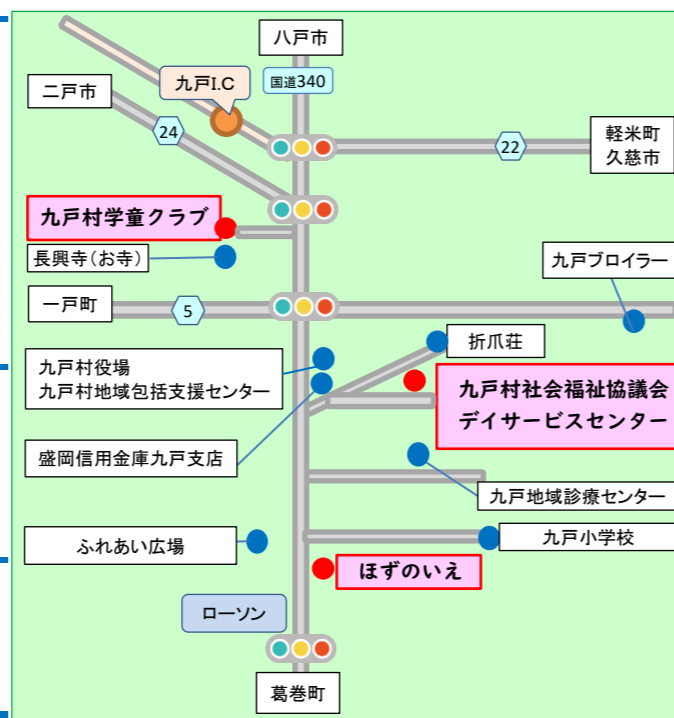 八戸市
国道340
九戸I.C
二戸市
24
22
軽米町
久慈市
九戸村学童クラブ
長興寺(お寺)
九戸ブロイラー
一戸町
5
折爪荘
九戸村役場
九戸村地域包括支援センター
九戸村社会福祉協議会
デイサービスセンター
盛岡信用金庫九戸支店
九戸地域診療センター
ふれあい広場
九戸小学校
ほずのいえ
ローソン
葛巻町